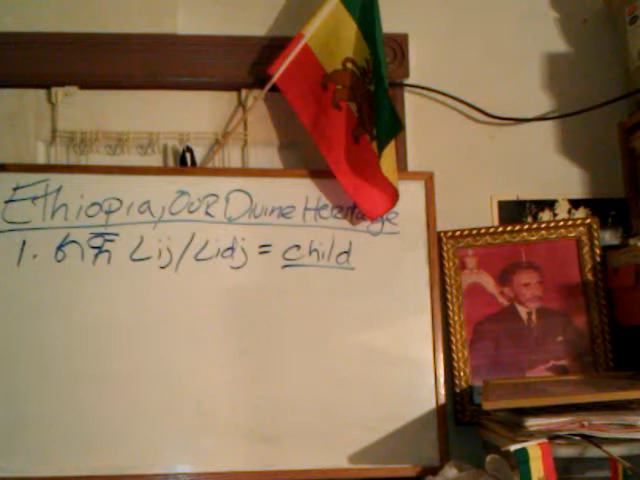 Ethiopia, OUR Divine Heritage
1. ልጅ Lij/Lidj = child